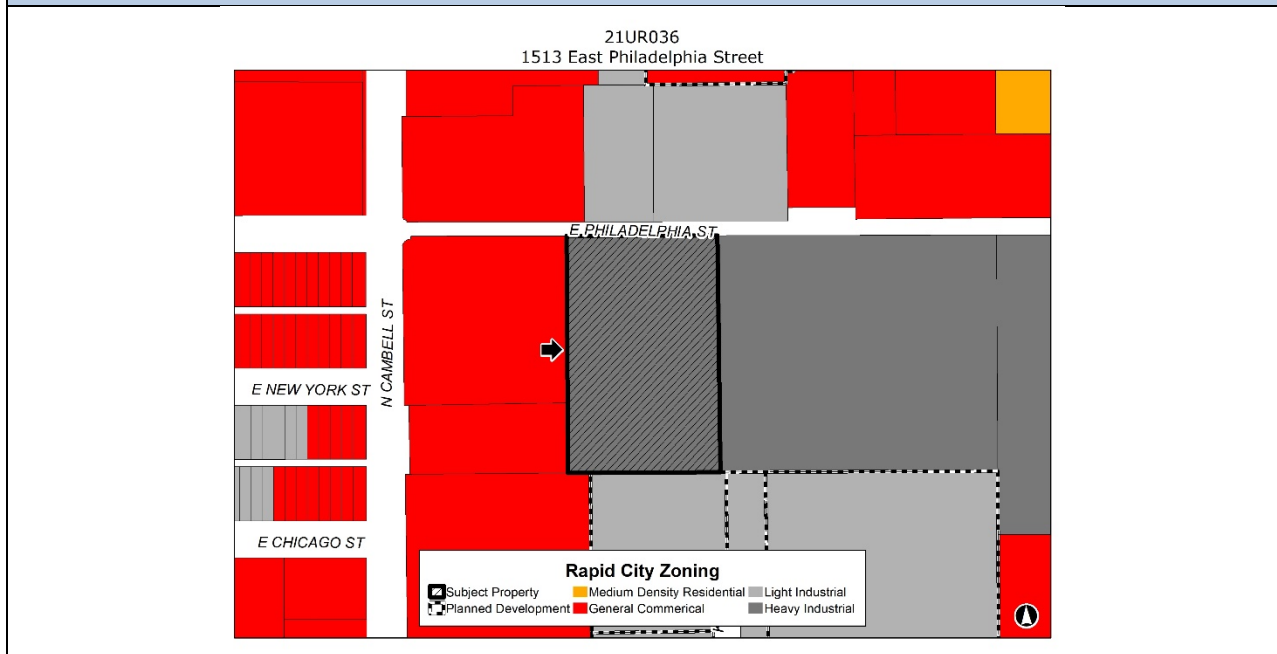 21UR036
1513 East Philadelphia Street
E PHILADELPHIA ST
N CAMBELL ST
E NEW YORK ST
E CHICAGO ST
Rapid City Zoning
Subject Property
Medium Density Residential
Light Industrial
Planned Development
General Commerical
Heavy Industrial